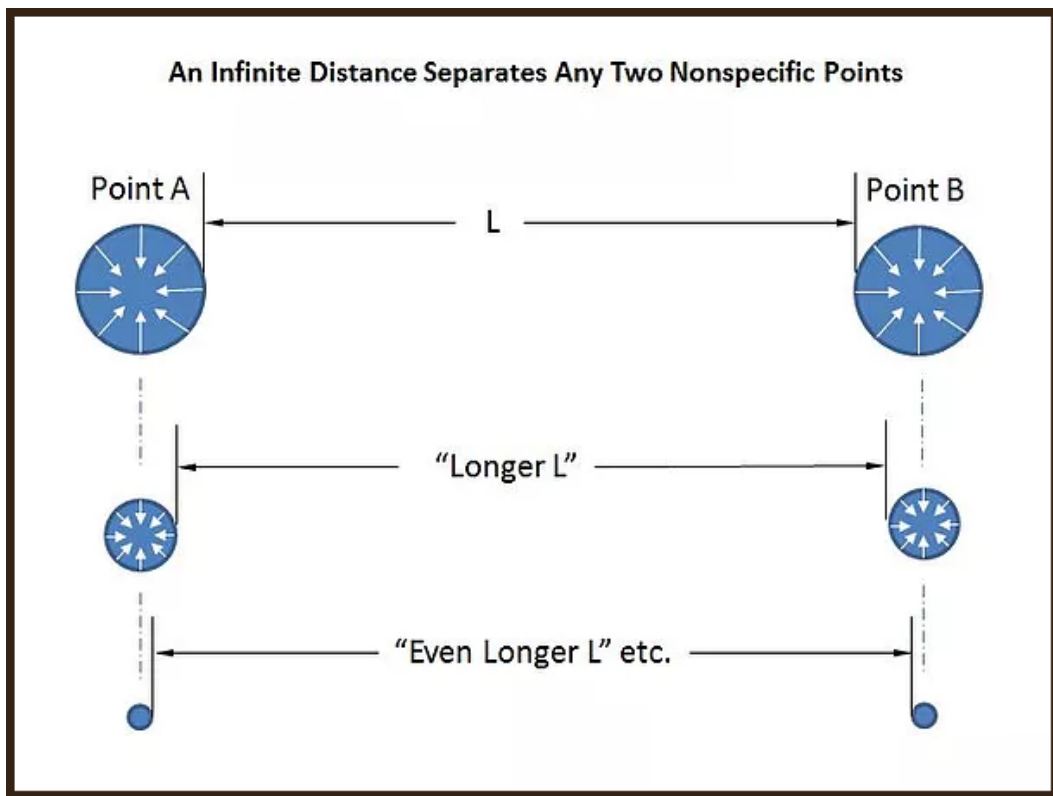 An Infinite Distance Separates Any Two Nonspecific Points
Point A
Point B
L
“Longer L”
“Even Longer L” etc.